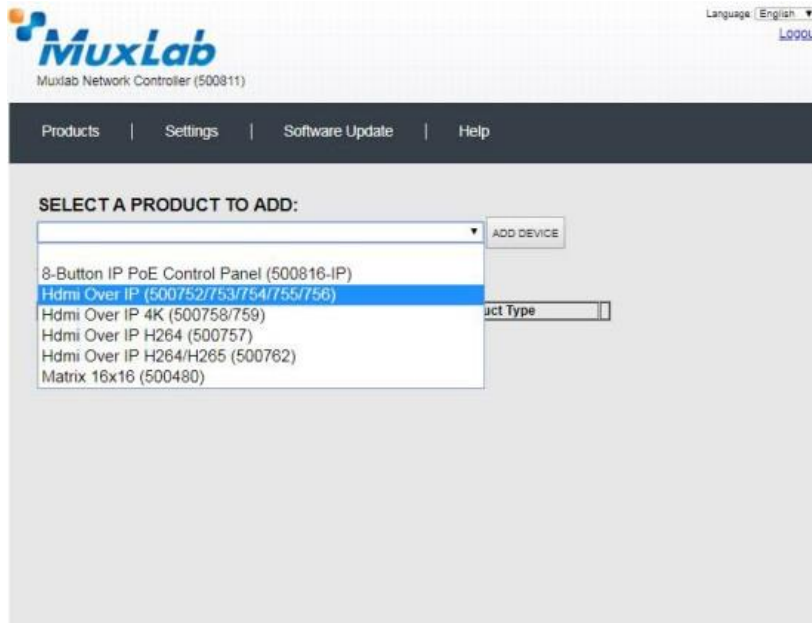 Language: English
Logou
MuxLab
Muxlab Network Controller (500811)
Products | Settings | Software Update | Help
SELECT A PRODUCT TO ADD:
ADD DEVICE
8-Button IP PoE Control Panel (500816-IP)
Hdmi Over IP (500752/753/754/755/756)
Hdmi Over IP 4K (500758/759)
uct Type
Hdmi Over IP H264 (500757)
Hdmi Over IP H264/H265 (500762)
Matrix 16x16 (500480)